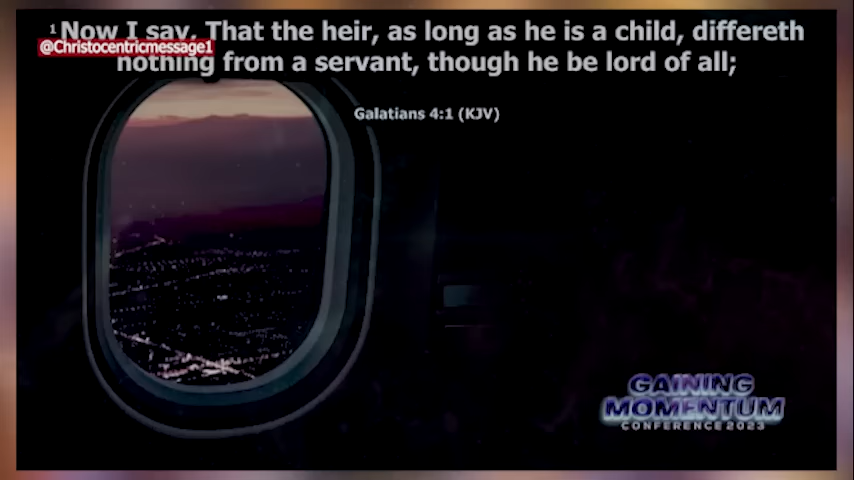 1 Now I say, That the heir, as long as he is a child, differeth
@Christocentricmessage1
nothing from a servant, though he be lord of all;
Galatians 4:1 (KJV)
GAINING
MOMENTUM
CONFERENCE 2023